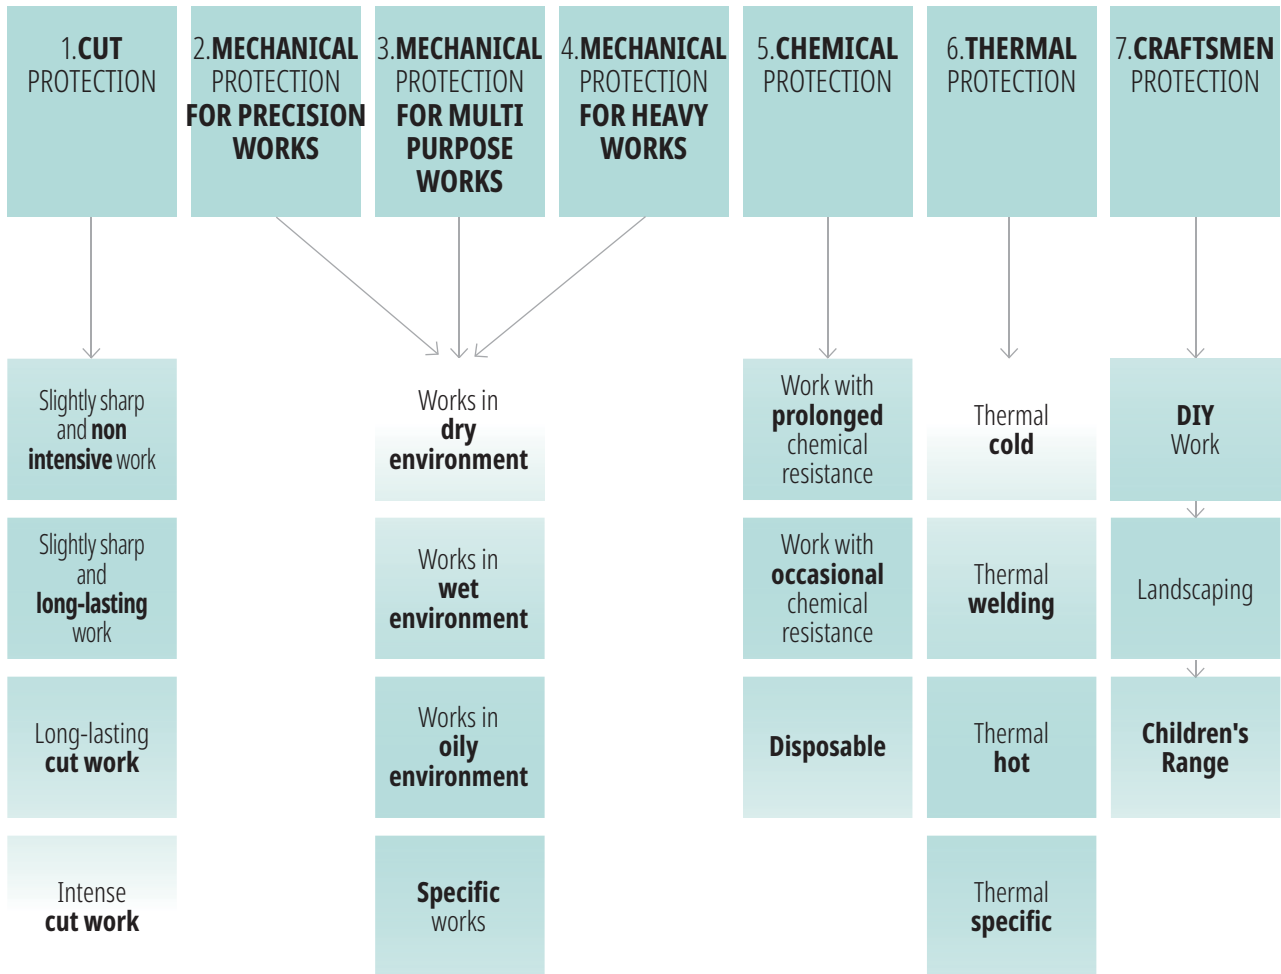 1.CUT
PROTECTION
2.MECHANICAL
PROTECTION
FOR PRECISION
WORKS
3.MECHANICAL
PROTECTION
FOR MULTI
PURPOSE
WORKS
4.MECHANICAL
PROTECTION
FOR HEAVY
WORKS
5.CHEMICAL
PROTECTION
6.THERMAL
PROTECTION
7.CRAFTSMEN
PROTECTION
Slightly sharp
and non
intensive work
Works in
dry
environment
Work with
prolonged
chemical
resistance
Thermal
cold
DIY
Work
Slightly sharp
and
long-lasting
work
Works in
wet
environment
Work with
occasional
chemical
resistance
Thermal
welding
Landscaping
Long-lasting
cut work
Works in
oily
environment
Disposable
Thermal
hot
Children's
Range
Intense
cut work
Specific
works
Thermal
specific